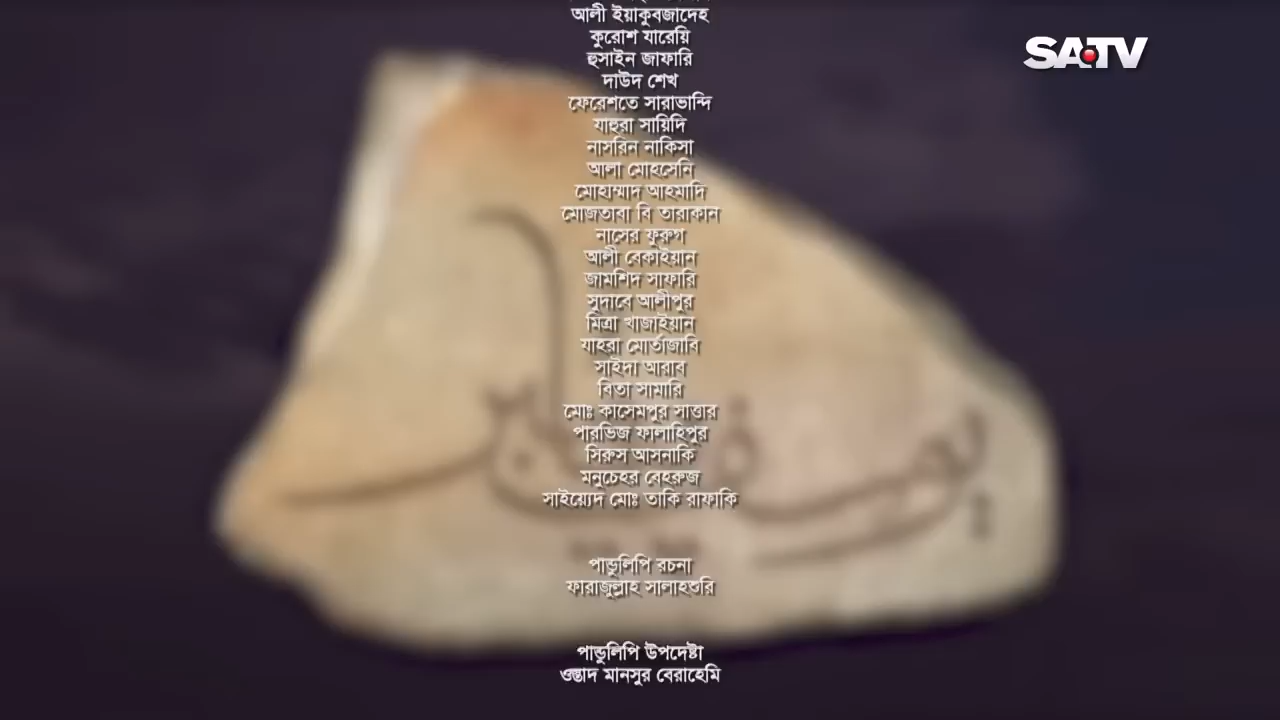 SATV
আলী ইয়াকুবজাদেহ
কুরোশ যারেয়ি
হুসাইন জাফারি
দাউদ শেখ
ফেরেশতে সারাভান্দি
যাহুরা সায়িদি
নাসরিন নাকিসা
আলা মোহসেনি
মোহাম্মাদ আহমাদি
মোজতাবা বি তারাকান
নাসের ফুরুগ
আলী বেকাইয়ান
জামশিদ সাফারি
সুদাবে আলীপুর
মিত্রা খাজাইয়ান
যাহরা মোর্তাজাবি
সাইদা আরাব
বিতা সামারি
মোঃ কাসেমপুর সাত্তার
পারভিজ ফালাহিপুর
সিরুস আসনাকি
মনুচেহর বেহরুজ
সাইয়্যেদ মোঃ তাকি রাফাকি
পান্ডুলিপি রচনা
ফারাজুল্লাহ সালাহশুরি
পান্ডুলিপি উপদেষ্টা
ওস্তাদ মানসুর বেরাহেমি